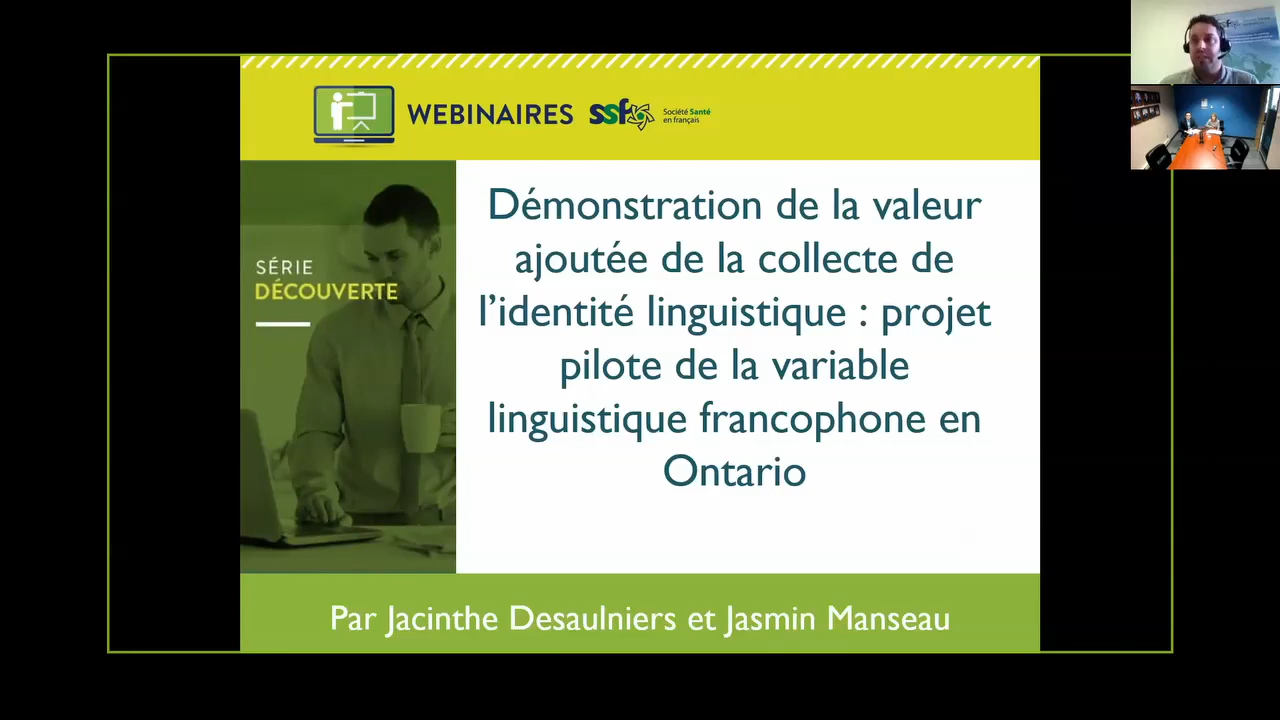 WEBINAIRES
ssf
Société Santé
en français
SÉRIE
DÉCOUVERTE
Démonstration de la valeur
ajoutée de la collecte de
l’identité linguistique : projet
pilote de la variable
linguistique francophone en
Ontario
Par Jacinthe Desaulniers et Jasmin Manseau